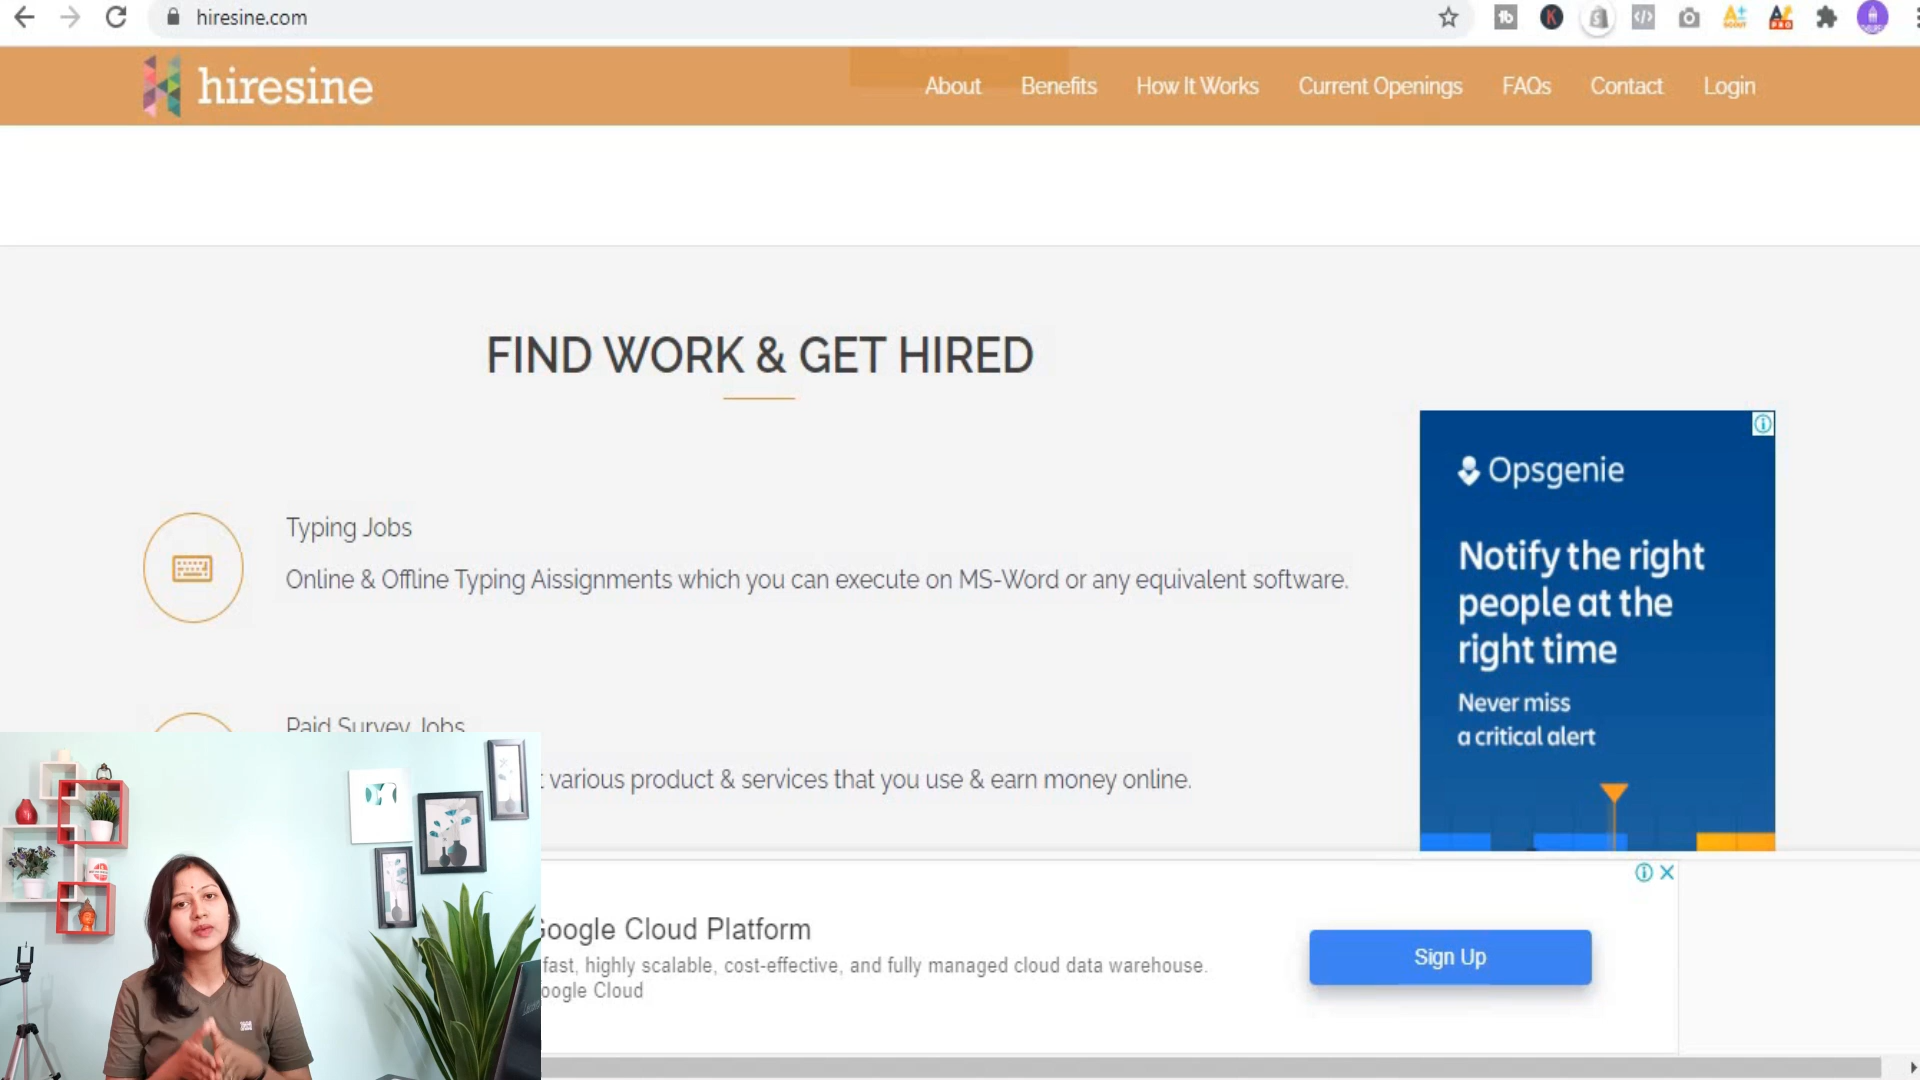 hiresine.com
hiresine
About Benefits How It Works Current Openings FAQs Contact Login
FIND WORK & GET HIRED
Typing Jobs
Online & Offline Typing Aissignments which you can execute on MS-Word or any equivalent software.
Paid Survey Jobs
various product & services that you use & earn money online.
Opsgenie
Notify the right
people at the
right time
Never miss
a critical alert
Google Cloud Platform
fast, highly scalable, cost-effective, and fully managed cloud data warehouse.
oogle Cloud
Sign Up